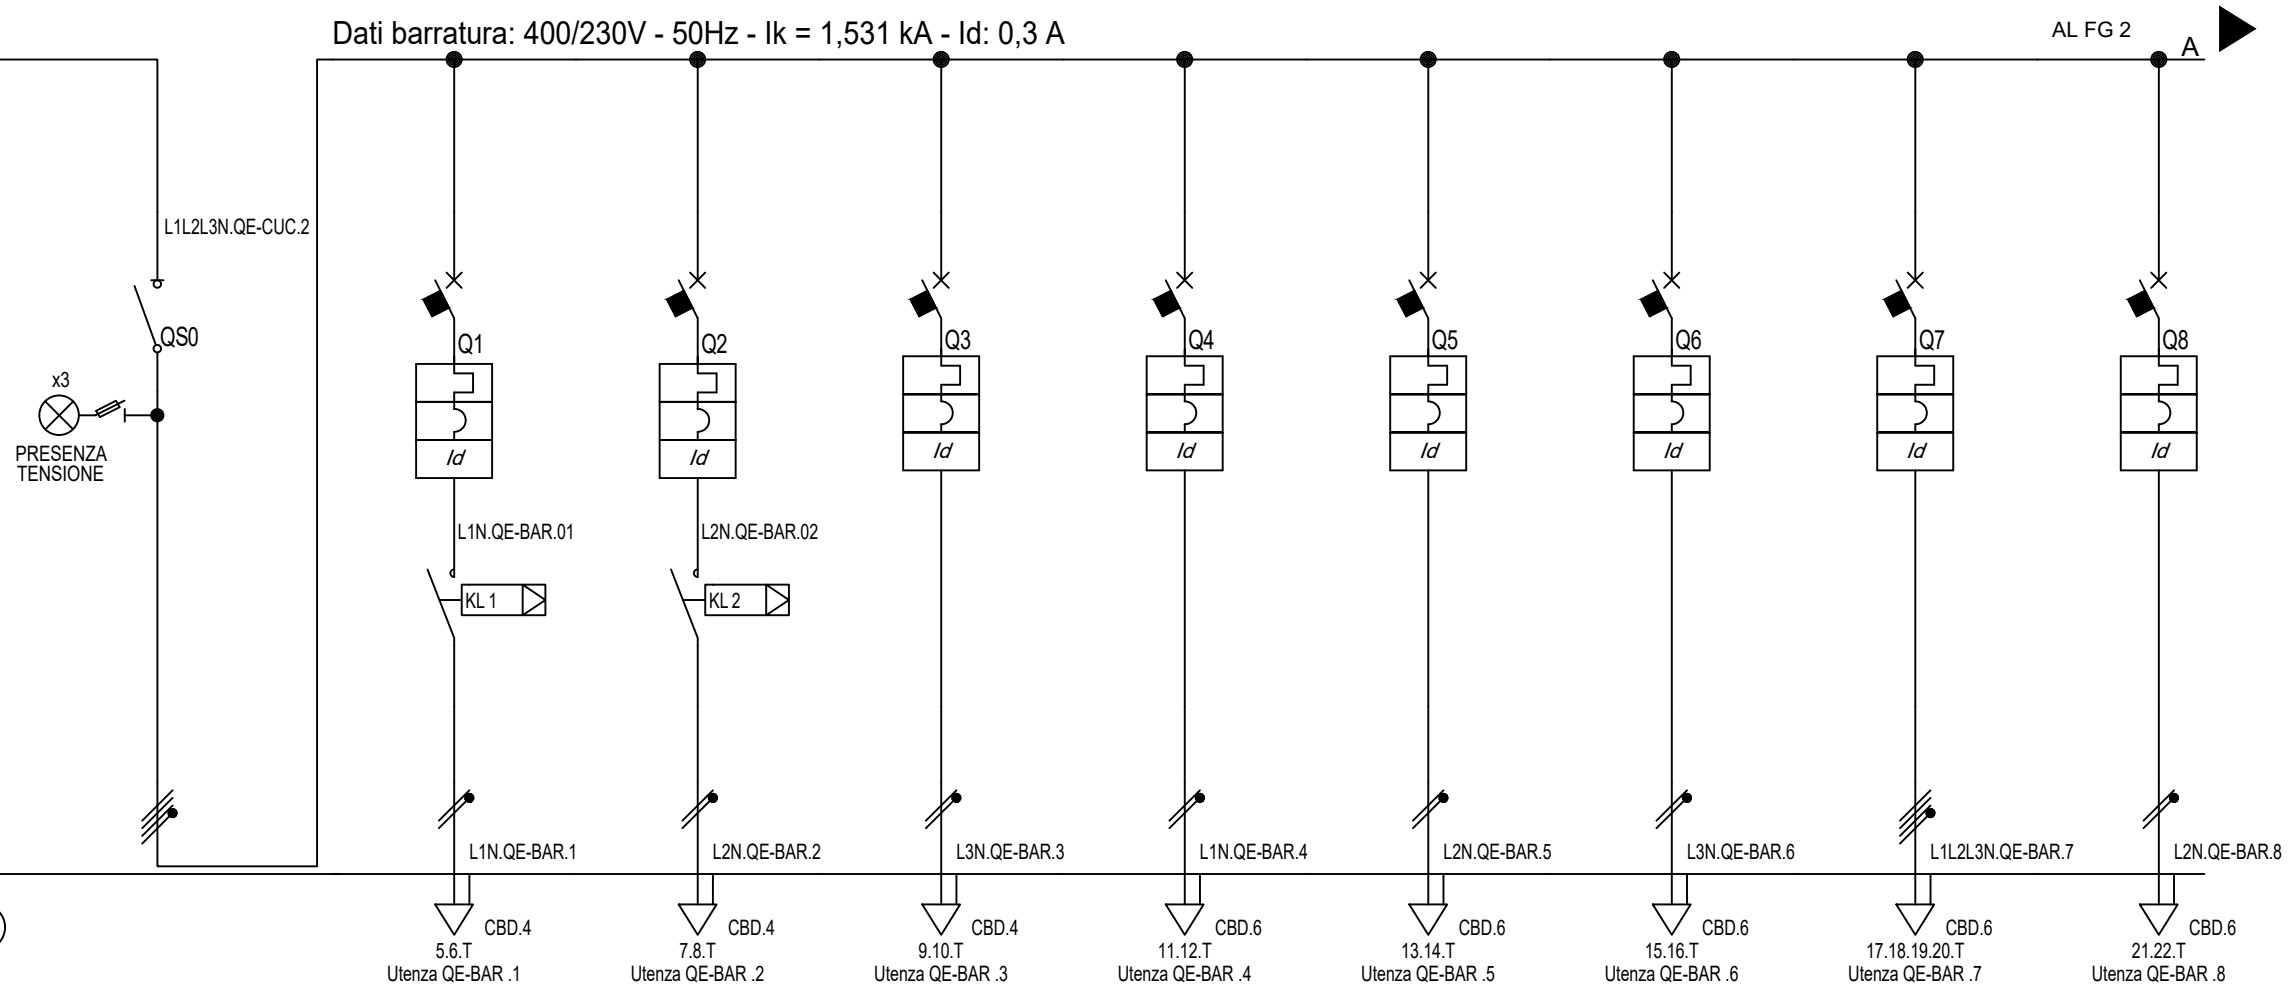 Dati barratura: 400/230V - 50Hz - Ik = 1,531 kA - Id: 0,3 A
AL FG 2
A
L1L2L3N.QE-CUC.2
QS0
x3
PRESENZA
TENSIONE
Q1
Q2
Q3
Q4
Q5
Q6
Q7
Q8
Id
Id
Id
Id
Id
Id
Id
Id
L1N.QE-BAR.01
L2N.QE-BAR.02
KL 1
KL 2
L1N.QE-BAR.1
L2N.QE-BAR.2
L3N.QE-BAR.3
L1N.QE-BAR.4
L2N.QE-BAR.5
L3N.QE-BAR.6
L1L2L3N.QE-BAR.7
L2N.QE-BAR.8
CBD.4
CBD.4
CBD.4
CBD.6
CBD.6
CBD.6
CBD.6
CBD.6
5.6.T
7.8.T
9.10.T
11.12.T
13.14.T
15.16.T
17.18.19.20.T
21.22.T
Utenza QE-BAR .1
Utenza QE-BAR .2
Utenza QE-BAR .3
Utenza QE-BAR .4
Utenza QE-BAR .5
Utenza QE-BAR .6
Utenza QE-BAR .7
Utenza QE-BAR .8